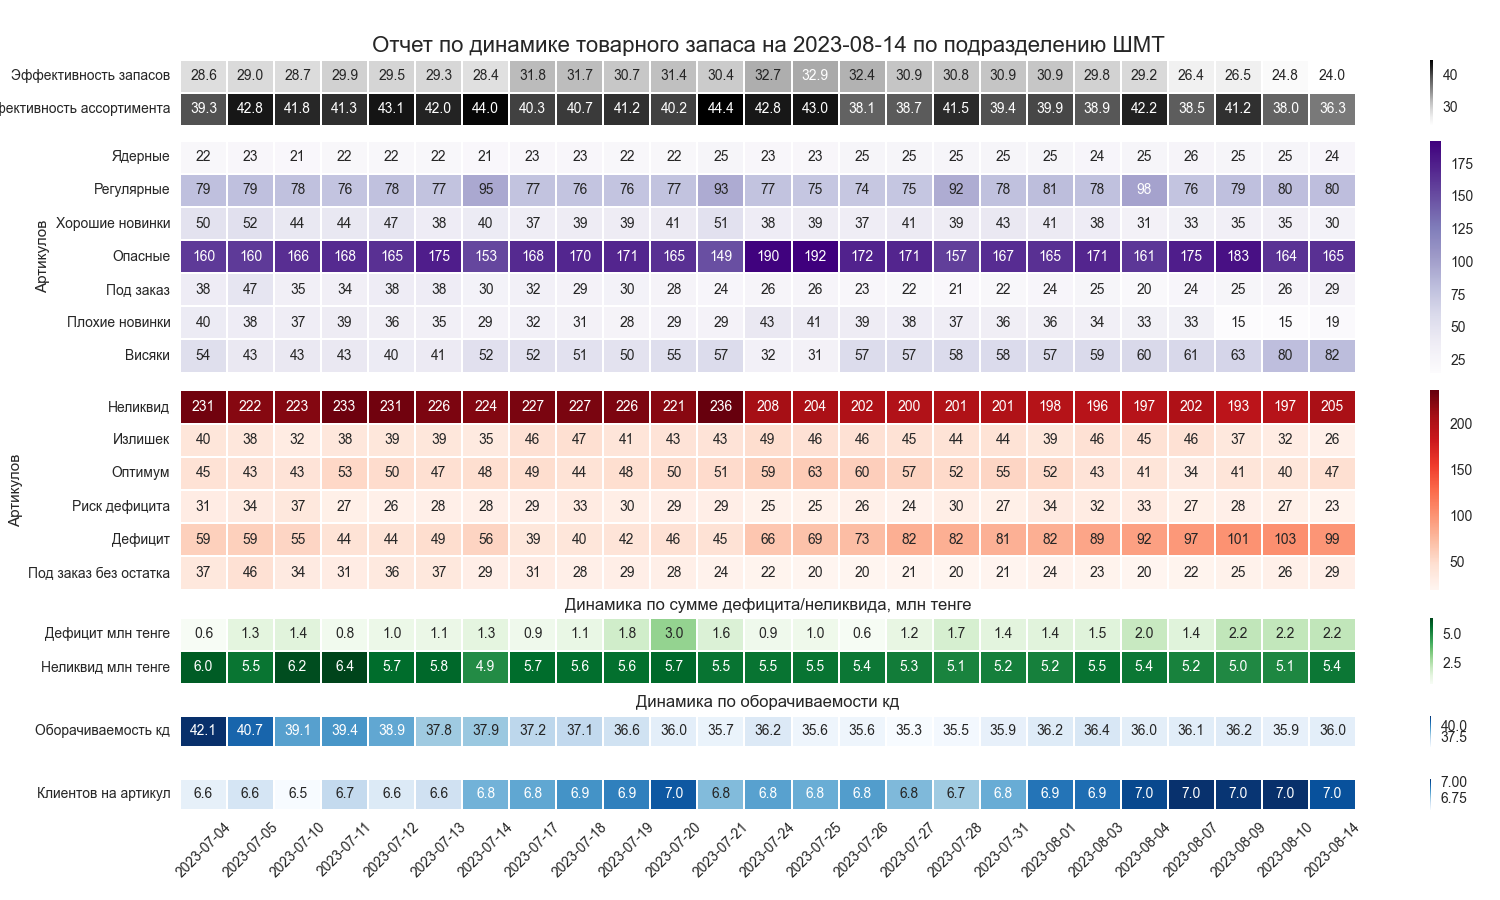 Отчет по динамике товарного запаса на 2023-08-14 по подразделению ШМТ
Эффективность запасов 28.6 29.0 28.7 29.9 29.5 29.3 28.4 31.8 31.7 30.7 31.4 30.4 32.7 32.9 32.4 30.9 30.8 30.9 30.9 29.8 29.2 26.4 26.5 24.8 24.0
фективность ассортимента 39.3 42.8 41.8 41.3 43.1 42.0 44.0 40.3 40.7 41.2 40.2 44.4 42.8 43.0 38.1 38.7 41.5 39.4 39.9 38.9 42.2 38.5 41.2 38.0 36.3
40
30
Артикулов
Ядерные 22 23 21 22 22 22 21 23 23 22 22 25 23 23 25 25 25 25 25 24 25 26 25 25 24
Регулярные 79 79 78 76 78 77 95 77 76 76 77 93 77 75 74 75 92 78 81 78 98 76 79 80 80
Хорошие новинки 50 52 44 44 47 38 40 37 39 39 41 51 38 39 37 41 39 43 41 38 31 33 35 35 30
Опасные 160 160 166 168 165 175 153 168 170 171 165 149 190 192 172 171 157 167 165 171 161 175 183 164 165
Под заказ 38 47 35 34 38 38 30 32 29 30 28 24 26 26 23 22 21 22 24 25 20 24 25 26 29
Плохие новинки 40 38 37 39 36 35 29 32 31 28 29 29 43 41 39 38 37 36 36 34 33 33 15 15 19
Висяки 54 43 43 43 40 41 52 52 51 50 55 57 32 31 57 57 58 58 57 59 60 61 63 80 82
175
150
125
100
75
50
25
Артикулов
Неликвид 231 222 223 233 231 226 224 227 227 226 221 236 208 204 202 200 201 201 198 196 197 202 193 197 205
Излишек 40 38 32 38 39 39 35 46 47 41 43 43 49 46 46 45 44 44 39 46 45 46 37 32 26
Оптимум 45 43 43 53 50 47 48 49 44 48 50 51 59 63 60 57 52 55 52 43 41 34 41 40 47
Риск дефицита 31 34 37 27 26 28 28 29 33 30 29 29 25 25 26 24 30 27 34 32 33 27 28 27 23
Дефицит 59 59 55 44 44 49 56 39 40 42 46 45 66 69 73 82 82 81 82 89 92 97 101 103 99
Под заказ без остатка 37 46 34 31 36 37 29 31 28 29 28 24 22 20 20 21 20 21 24 23 20 22 25 26 29
200
150
100
50
Динамика по сумме дефицита/неликвида, млн тенге
Дефицит млн тенге 0.6 1.3 1.4 0.8 1.0 1.1 1.3 0.9 1.1 1.8 3.0 1.6 0.9 1.0 0.6 1.2 1.7 1.4 1.4 1.5 2.0 1.4 2.2 2.2 2.2
Неликвид млн тенге 6.0 5.5 6.2 6.4 5.7 5.8 4.9 5.7 5.6 5.6 5.7 5.5 5.5 5.5 5.4 5.3 5.1 5.2 5.2 5.5 5.4 5.2 5.0 5.1 5.4
5.0
2.5
Динамика по оборачиваемости кд
Оборачиваемость кд 42.1 40.7 39.1 39.4 38.9 37.8 37.9 37.2 37.1 36.6 36.0 35.7 36.2 35.6 35.6 35.3 35.5 35.9 36.2 36.4 36.0 36.1 36.2 35.9 36.0
40.0
37.5
Клиентов на артикул 6.6 6.6 6.5 6.7 6.6 6.6 6.8 6.8 6.9 6.9 7.0 6.8 6.8 6.8 6.8 6.8 6.7 6.8 6.9 6.9 7.0 7.0 7.0 7.0 7.0
7.00
6.75
2023-07-04 2023-07-05 2023-07-10 2023-07-11 2023-07-12 2023-07-13 2023-07-14 2023-07-17 2023-07-18 2023-07-19 2023-07-20 2023-07-21 2023-07-24 2023-07-25 2023-07-26 2023-07-27 2023-07-28 2023-07-31 2023-08-01 2023-08-03 2023-08-04 2023-08-07 2023-08-09 2023-08-10 2023-08-14